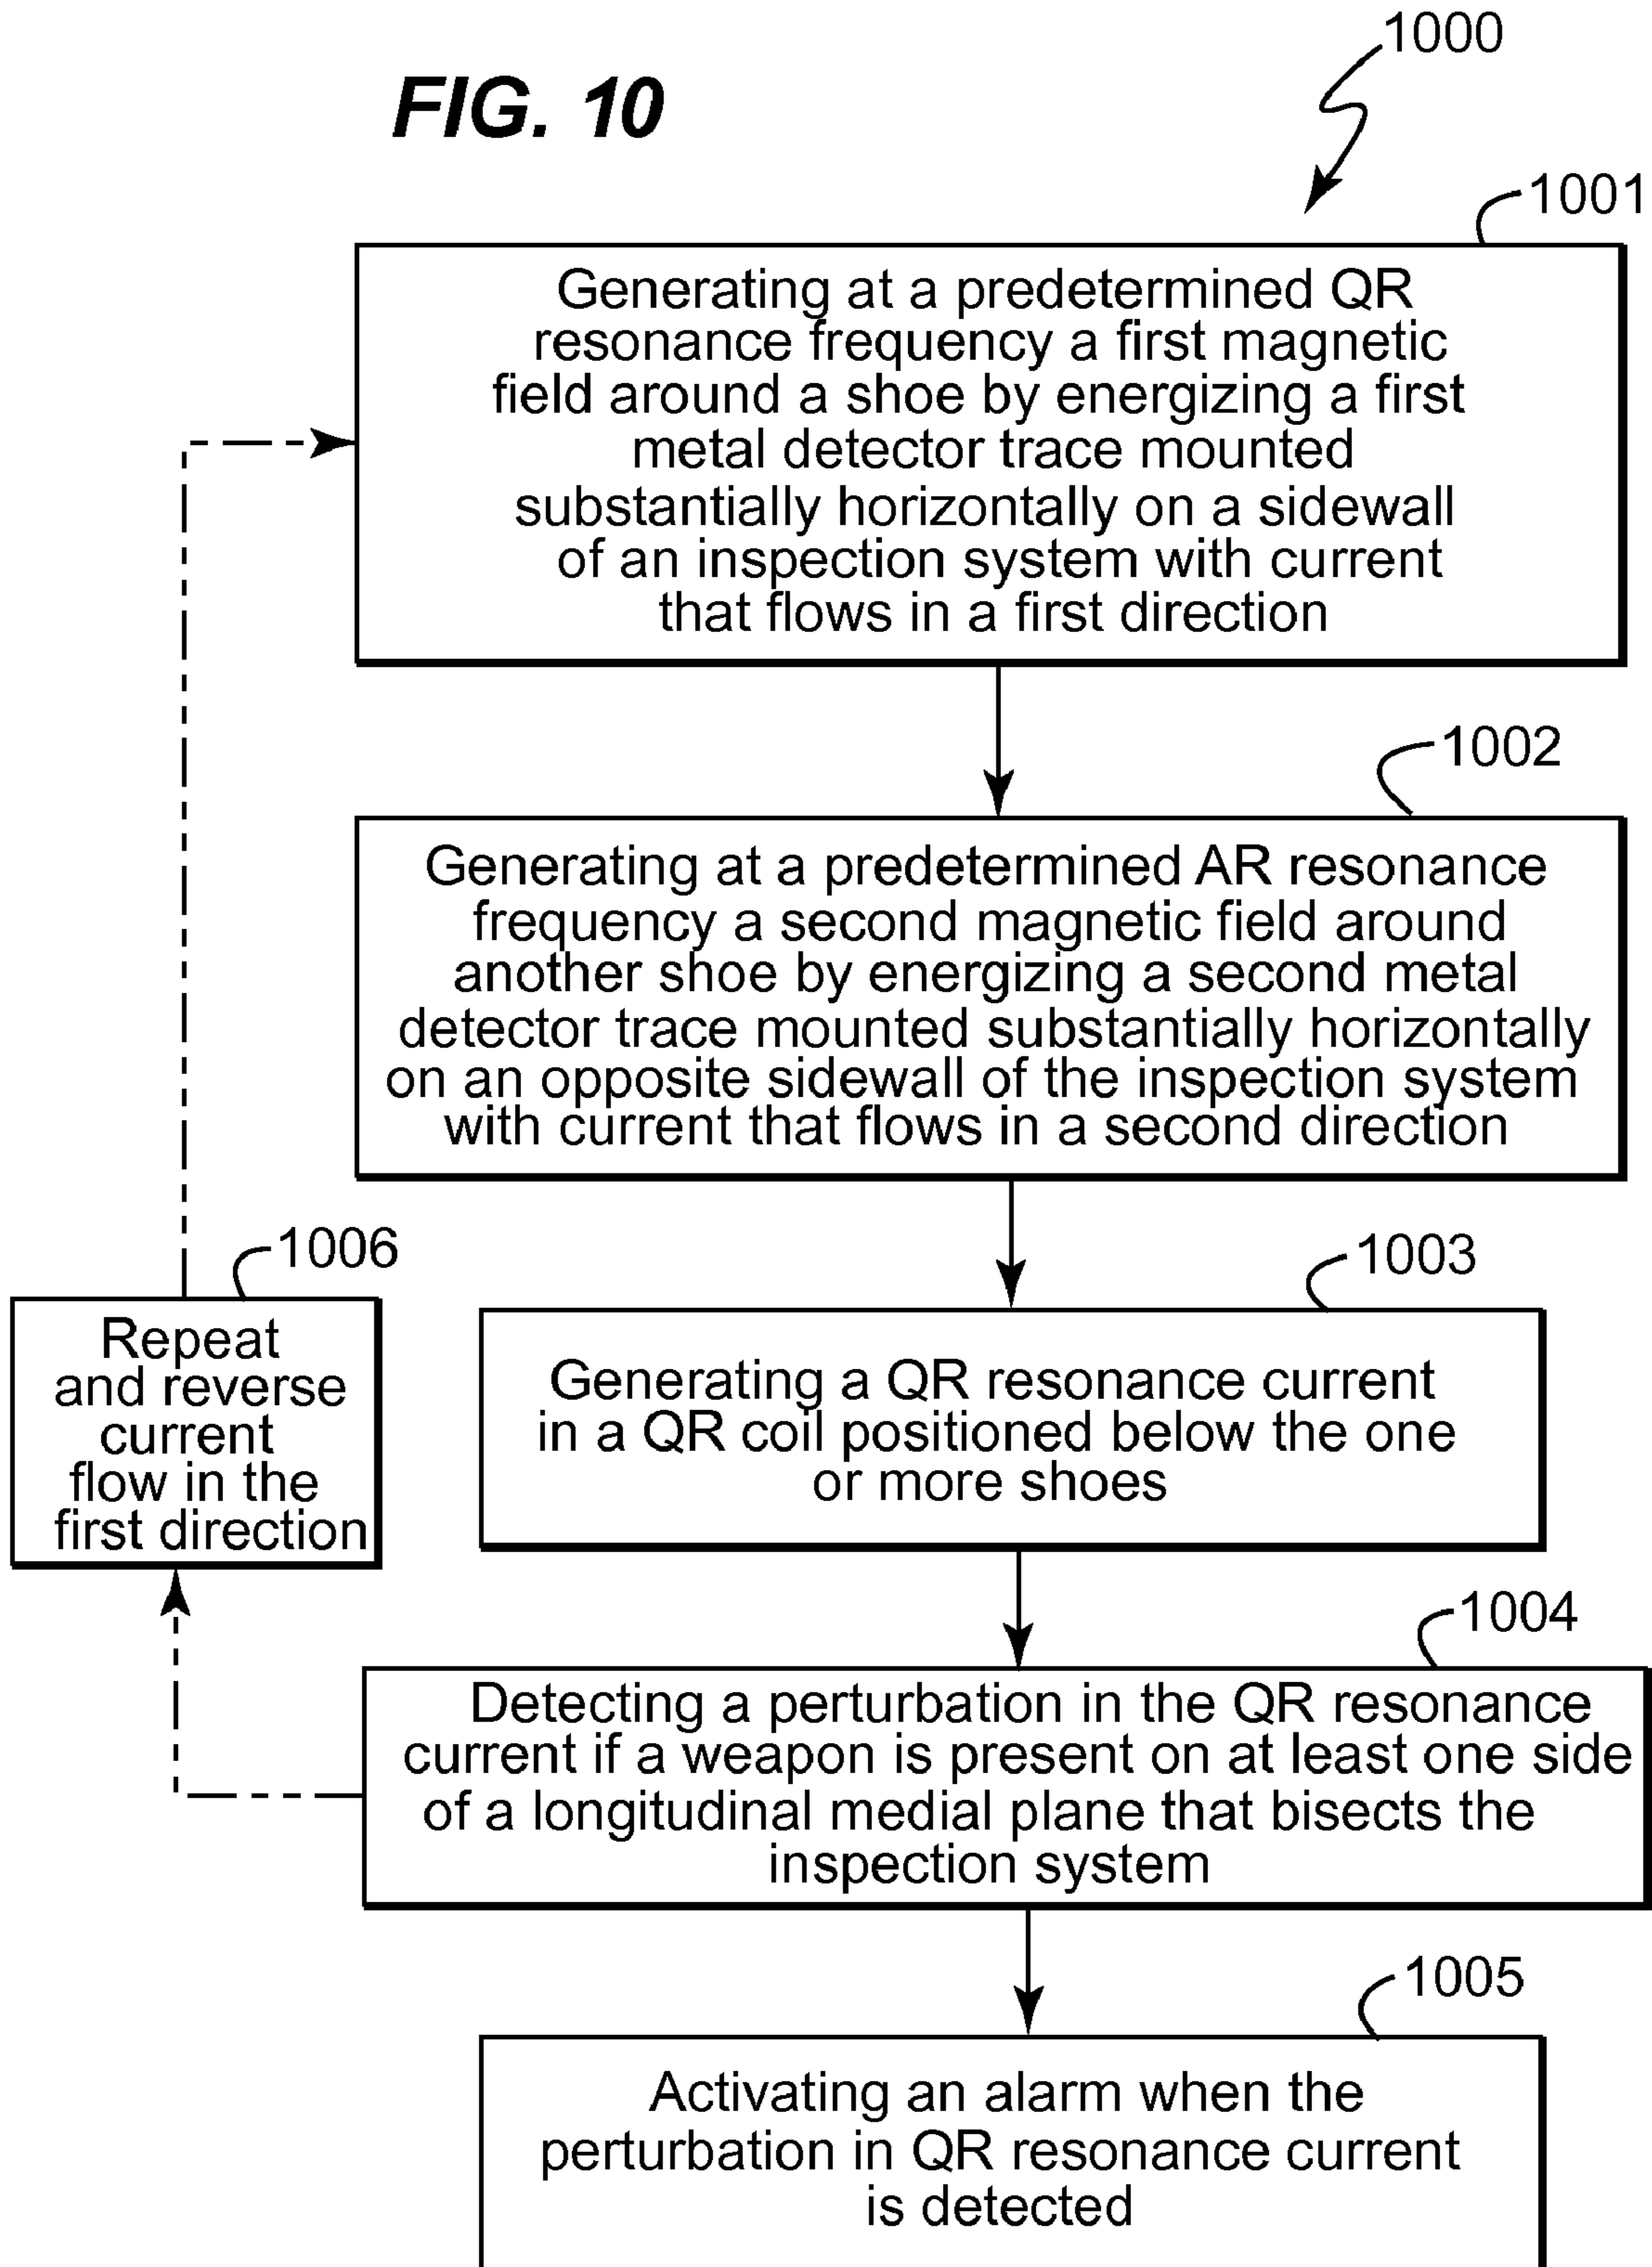 FIG. 10
1000
1001
Generating at a predetermined QR
resonance frequency a first magnetic
field around a shoe by energizing a first
metal detector trace mounted
substantially horizontally on a sidewall
of an inspection system with current
that flows in a first direction
1002
Generating at a predetermined AR resonance
frequency a second magnetic field around
another shoe by energizing a second metal
detector trace mounted substantially horizontally
on an opposite sidewall of the inspection system
with current that flows in a second direction
1006
Repeat
and reverse
current
flow in the
first direction
1003
Generating a QR resonance current
in a QR coil positioned below the one
or more shoes
1004
Detecting a perturbation in the QR resonance
current if a weapon is present on at least one side
of a longitudinal medial plane that bisects the
inspection system
1005
Activating an alarm when the
perturbation in QR resonance current
is detected